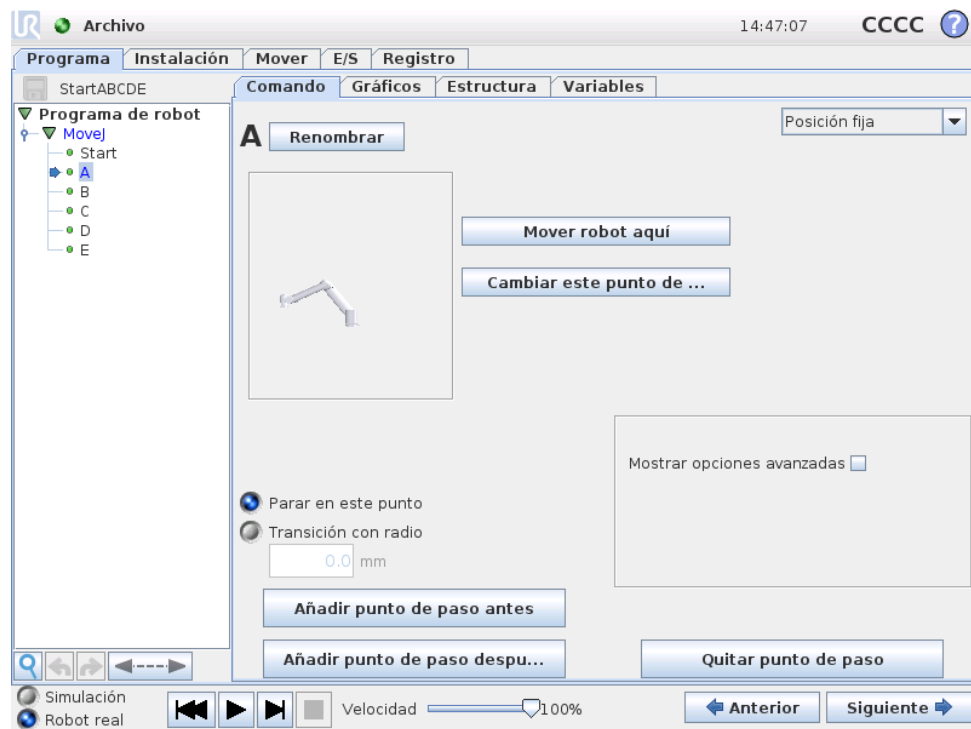 UR Archivo 14:47:07 CCCC ?
Programa Instalación Mover E/S Registro
StartABCDE Comando Gráficos Estructura Variables
Programa de robot
MoveJ
Start
A
B
C
D
E
A Renombrar Posición fija
Mover robot aquí
Cambiar este punto de ...
Mostrar opciones avanzadas
Parar en este punto
Transición con radio
0.0 mm
Añadir punto de paso antes
Añadir punto de paso despu... Quitar punto de paso
Simulación
Robot real
Velocidad 100% Anterior Siguiente